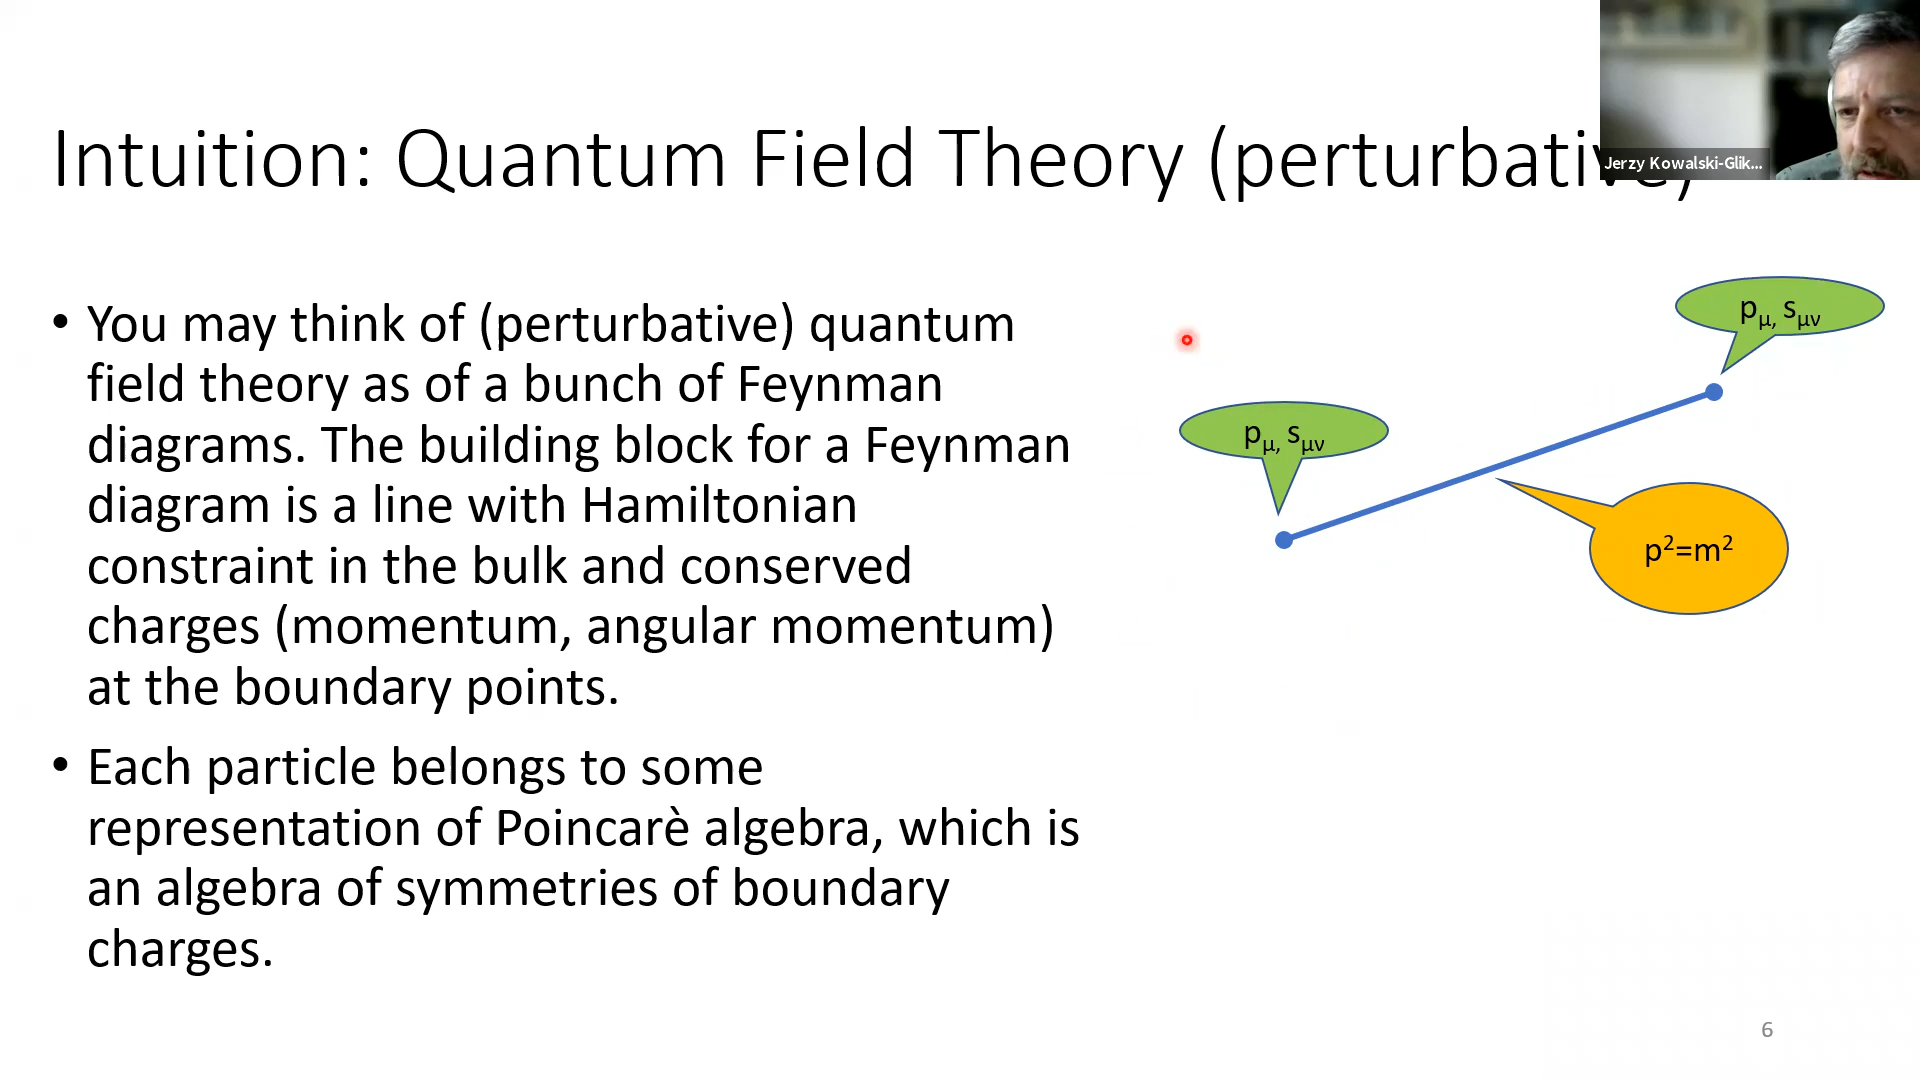 Intuition: Quantum Field Theory (perturbative)
Jerzy Kowalski-Glik...
• You may think of (perturbative) quantum
field theory as of a bunch of Feynman
diagrams. The building block for a Feynman
diagram is a line with Hamiltonian
constraint in the bulk and conserved
charges (momentum, angular momentum)
at the boundary points.
• Each particle belongs to some
representation of Poincarè algebra, which is
an algebra of symmetries of boundary
charges.
pμ, sμν
pμ, sμν
p²=m²
6